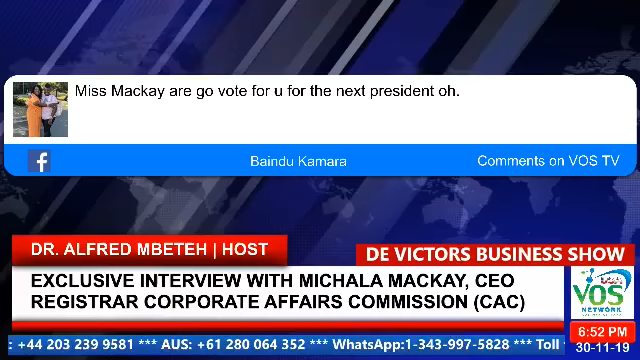 Miss Mackay are go vote for u for the next president oh.
Baindu Kamara
Comments on VOS TV
DR. ALFRED MBETEH | HOST
DE VICTORS BUSINESS SHOW
EXCLUSIVE INTERVIEW WITH MICHALA MACKAY, CEO
REGISTRAR CORPORATE AFFAIRS COMMISSION (CAC)
VOS
NETWORK
6:52 PM
: +44 203 239 9581 *** AUS: +61 280 064 352 *** WhatsApp:1-343-997-5828 *** Toll
30-11-19